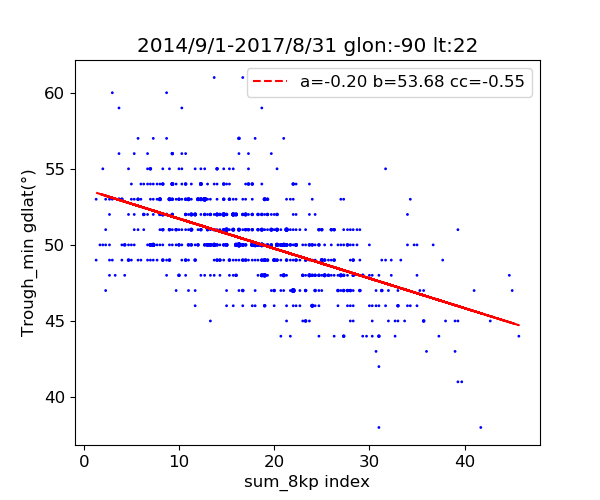 2014/9/1-2017/8/31 glon:-90 lt:22
a=-0.20 b=53.68 cc=-0.55
60
55
50
45
40
Trough_min gdlat(°)
0 10 20 30 40
sum_8kp index